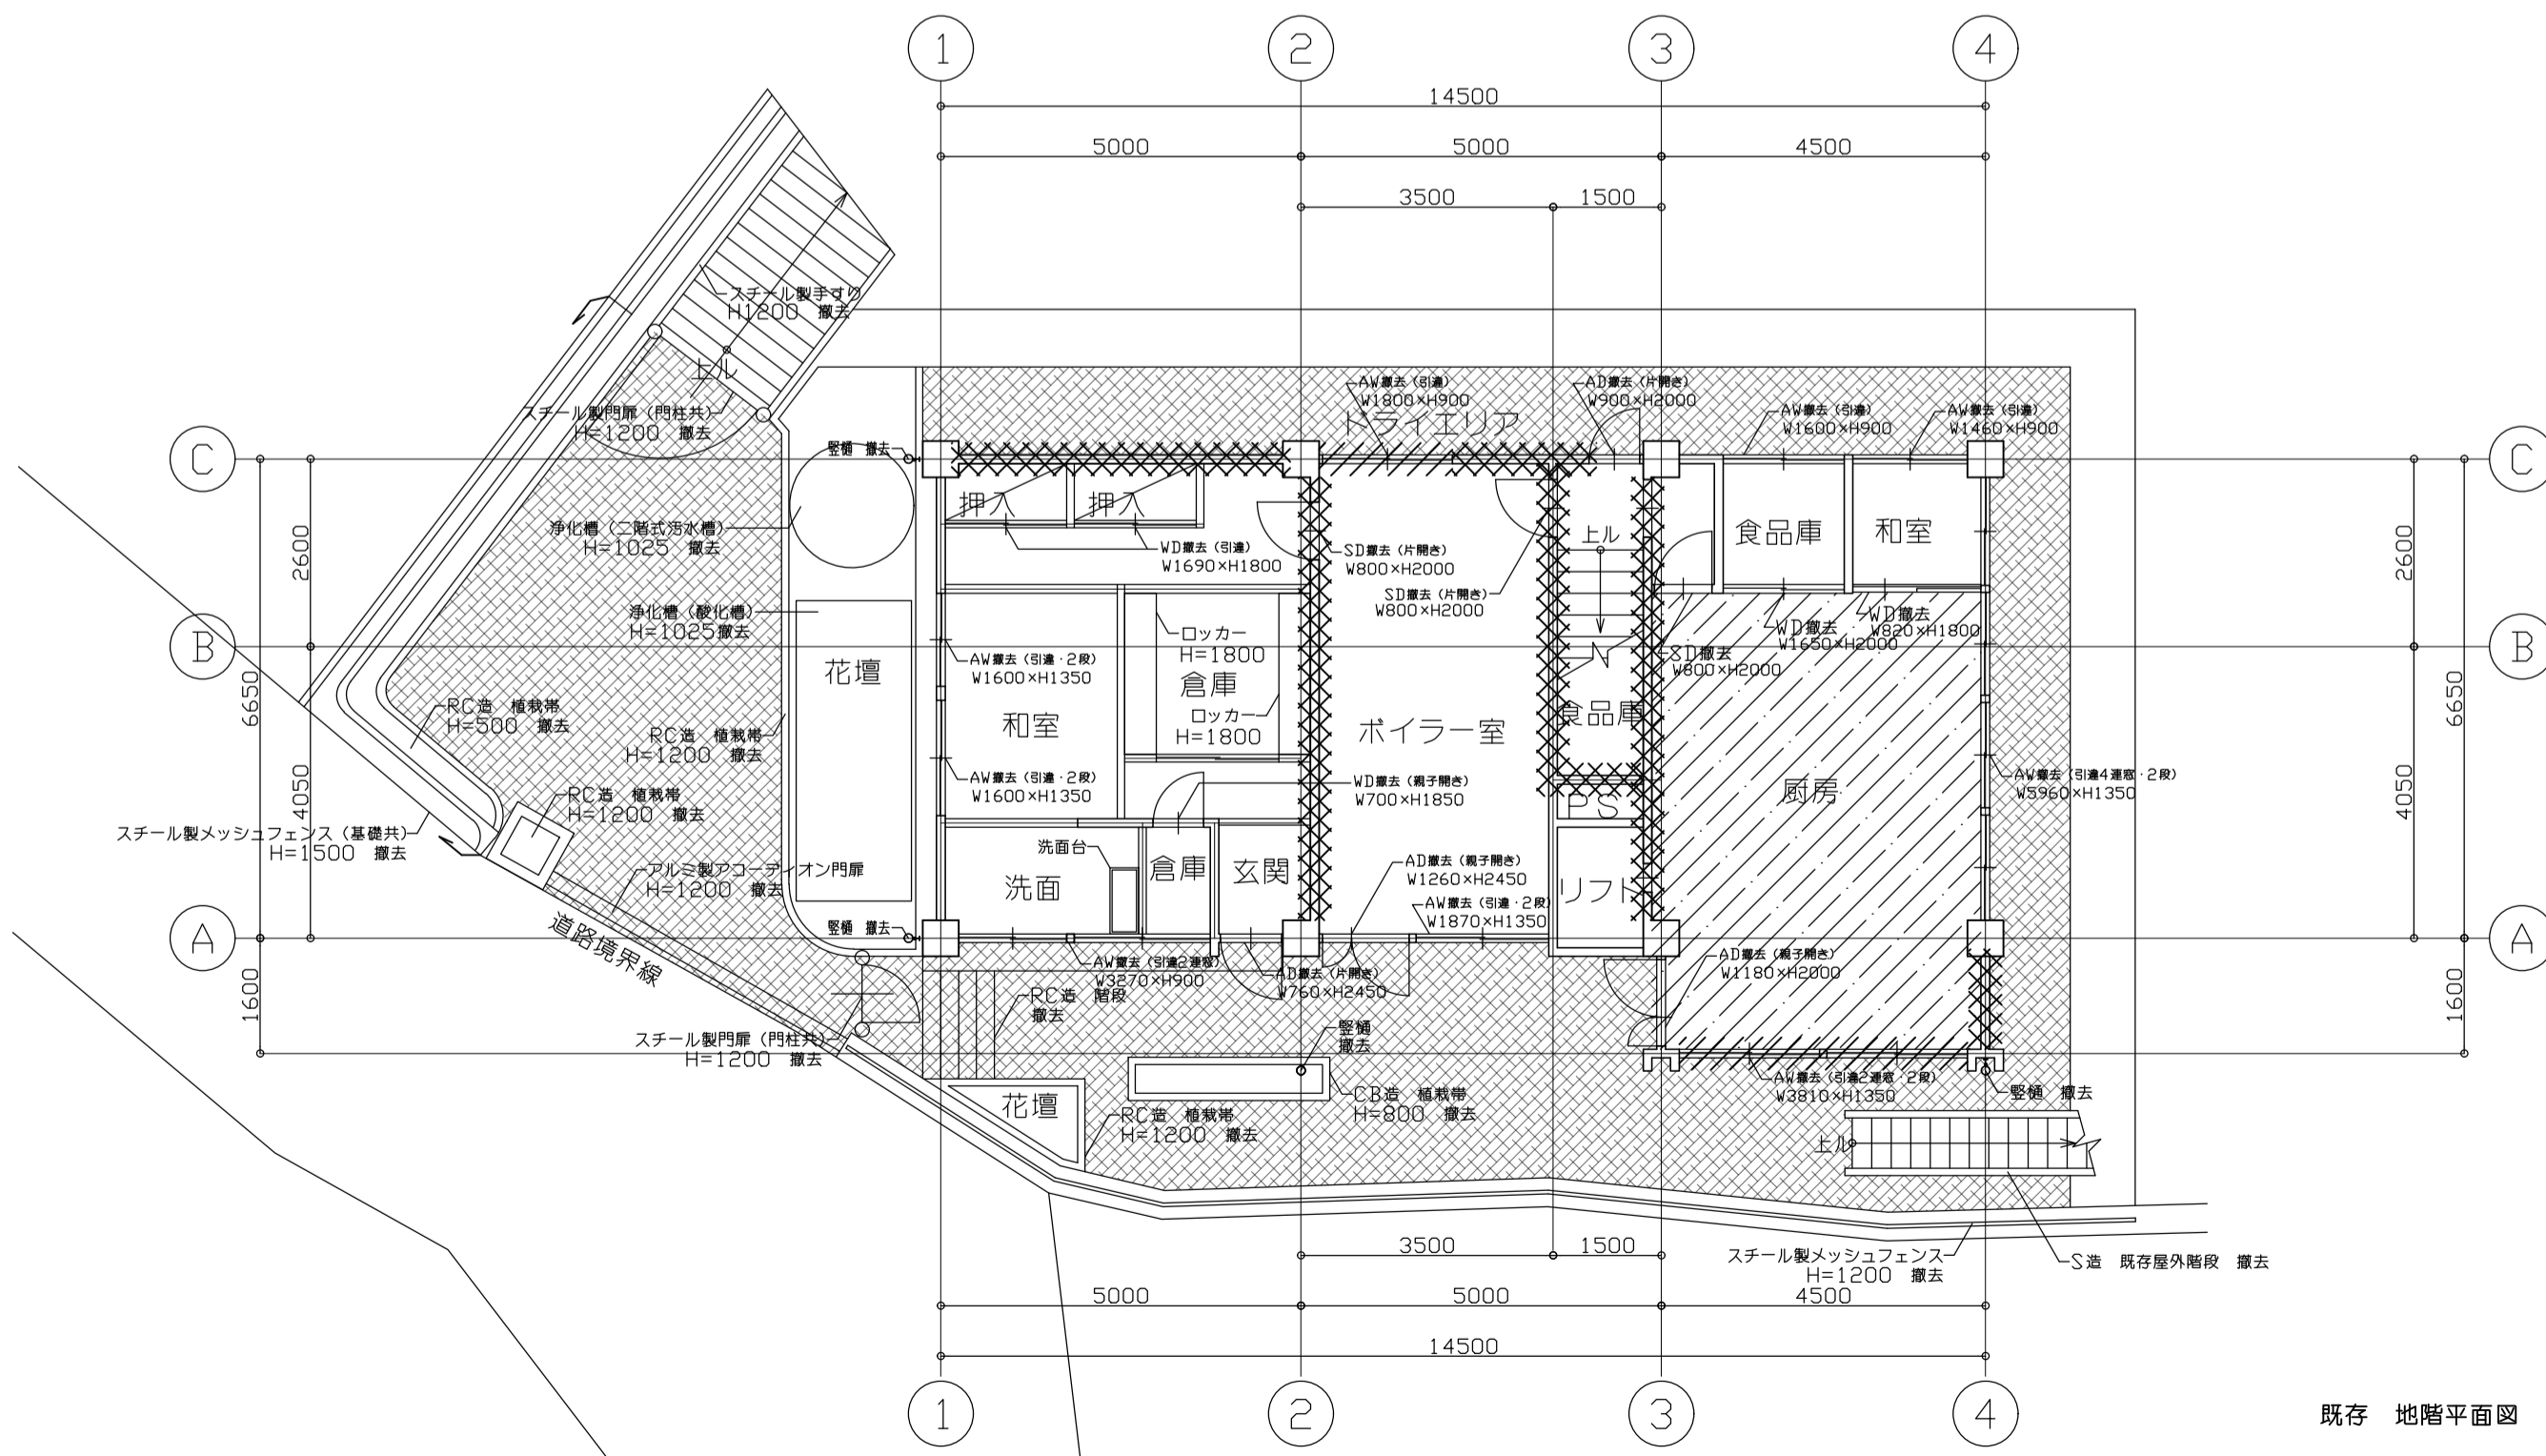 1
2
3
4
14500
5000
5000
4500
3500
1500
スチール製手すり
H1200　撤去
上ル
スチール製門扉（門柱共）
H=1200　撤去
AW撤去（引違）
W1800×H900
AD撤去（片開き）
W900×H2000
ドライエリア
AW撤去（引違）
W1600×H900
AW撤去（引違）
W1460×H900
C
C
竪樋　撤去
押入
押入
浄化槽（二階式汚水槽）
H=1025　撤去
WD撤去（引違）
W1690×H1800
SD撤去（片開き）
W800×H2000
SD撤去（片開き）
W800×H2000
上ル
食品庫
和室
2600
2600
浄化槽（酸化槽）
H=1025撤去
ロッカー
H=1800
倉庫
ロッカー
H=1800
WD撤去
W1650×H2000
WD撤去
W820×H1800
SD撤去
W800×H2000
B
B
AW撤去（引違・2段）
W1600×H1350
花壇
6650
6650
RC造　植栽帯
H=500　撤去
RC造　植栽帯
H=1200　撤去
和室
ボイラー室
食品庫
AW撤去（引違・2段）
W1600×H1350
WD撤去（親子開き）
W700×H1850
厨房
AW撤去（引違4連窓・2段）
W5960×H1350
4050
4050
RC造　植栽帯
H=1200　撤去
PS
スチール製メッシュフェンス（基礎共）
H=1500　撤去
洗面台
アルミ製アコーディオン門扉
H=1200　撤去
洗面
倉庫
玄関
AD撤去（親子開き）
W1260×H2450
リフト
AW撤去（引違・2段）
W1870×H1350
道路境界線
竪樋　撤去
A
A
AW撤去（引違2連窓）
W3270×H900
AD撤去（片開き）
W760×H2450
AD撤去（親子開き）
W1180×H2000
1600
1600
RC造　階段
撤去
スチール製門扉（門柱共）
H=1200　撤去
竪樋
撤去
AW撤去（引違2連窓・2段）
W3810×H1350
竪樋　撤去
花壇
RC造　植栽帯
H=1200　撤去
CB造　植栽帯
H=800　撤去
上ル
3500
1500
スチール製メッシュフェンス
H=1200　撤去
S造　既存屋外階段　撤去
5000
5000
4500
14500
1
2
3
4
既存　地階平面図